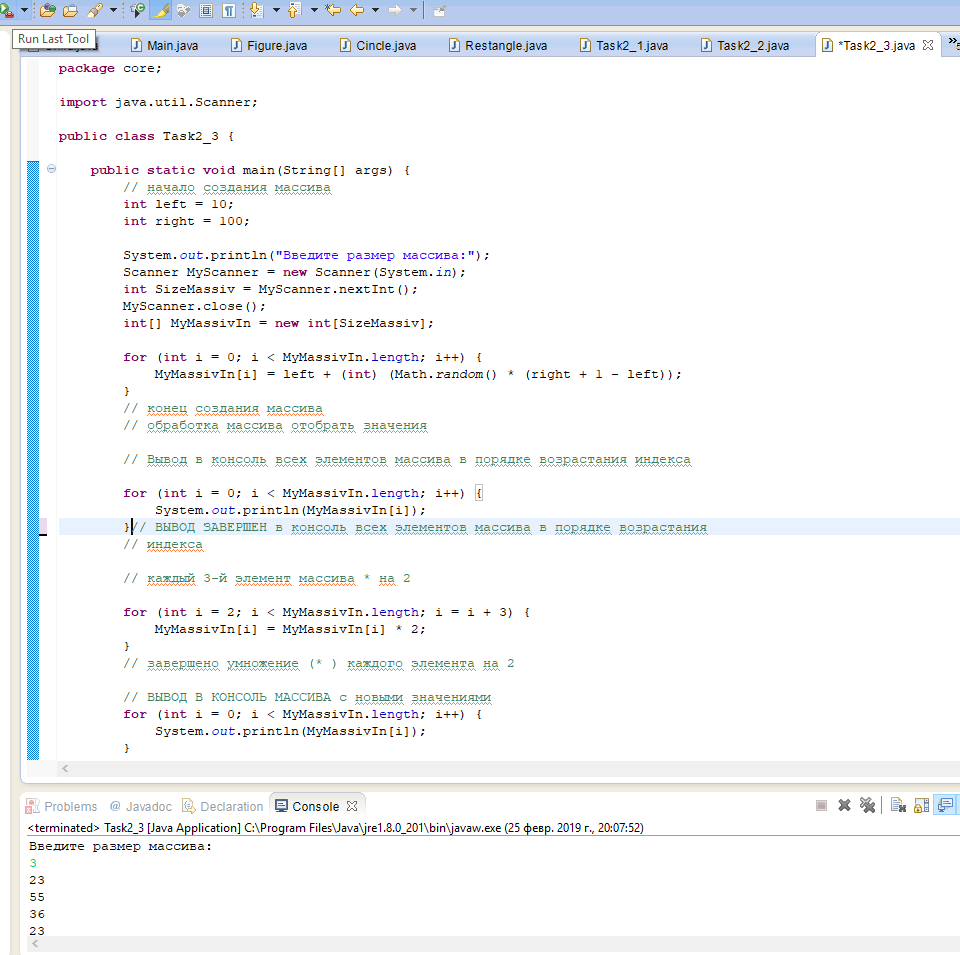 Run Last Tool
Main.java Figure.java Cincle.java Restangle.java Task2_1.java Task2_2.java *Task2_3.java
package core;
import java.util.Scanner;
public class Task2_3 {
public static void main(String[] args) {
// начало создания массива
int left = 10;
int right = 100;
System.out.println("Введите размер массива:");
Scanner MyScanner = new Scanner(System.in);
int SizeMassiv = MyScanner.nextInt();
MyScanner.close();
int[] MyMassivIn = new int[SizeMassiv];
for (int i = 0; i < MyMassivIn.length; i++) {
MyMassivIn[i] = left + (int) (Math.random() * (right + 1 - left));
}
// конец создания массива
// обработка массива отобрать значения
// Вывод в консоль всех элементов массива в порядке возрастания индекса
for (int i = 0; i < MyMassivIn.length; i++) {
System.out.println(MyMassivIn[i]);
}// ВЫВОД ЗАВЕРШЕН в консоль всех элементов массива в порядке возрастания
// индекса
// каждый 3-й элемент массива * на 2
for (int i = 2; i < MyMassivIn.length; i = i + 3) {
MyMassivIn[i] = MyMassivIn[i] * 2;
}
// завершено умножение (* ) каждого элемента на 2
// ВЫВОД В КОНСОЛЬ МАССИВА с новыми значениями
for (int i = 0; i < MyMassivIn.length; i++) {
System.out.println(MyMassivIn[i]);
}
Problems @ Javadoc Declaration Console
<terminated> Task2_3 [Java Application] C:\Program Files\Java\jre1.8.0_201\bin\javaw.exe (25 февр. 2019 г., 20:07:52)
Введите размер массива:
3
23
55
36
23